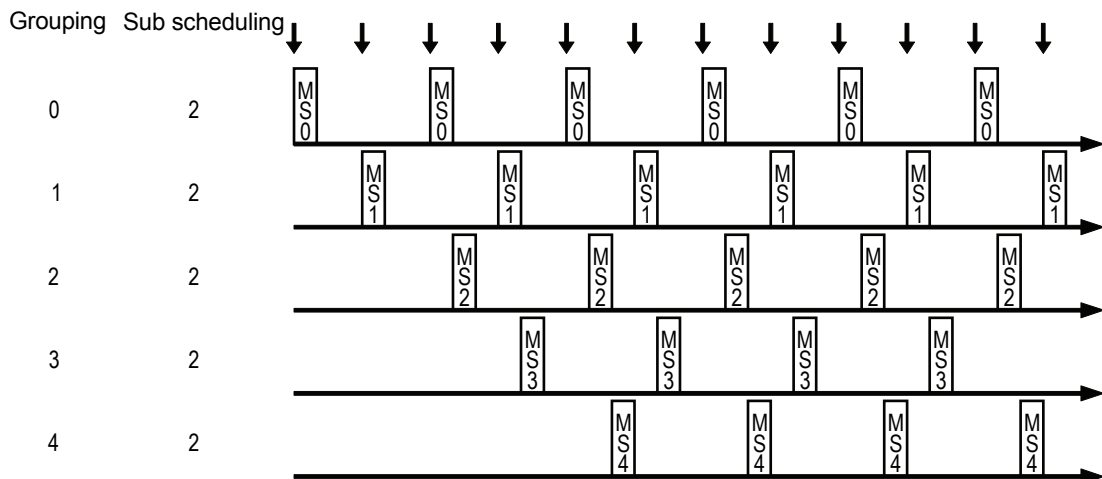 Grouping Sub scheduling
0 2 MS0 MS0 MS0 MS0 MS0 MS0
1 2 MS1 MS1 MS1 MS1 MS1 MS1
2 2 MS2 MS2 MS2 MS2 MS2
3 2 MS3 MS3 MS3 MS3
4 2 MS4 MS4 MS4 MS4